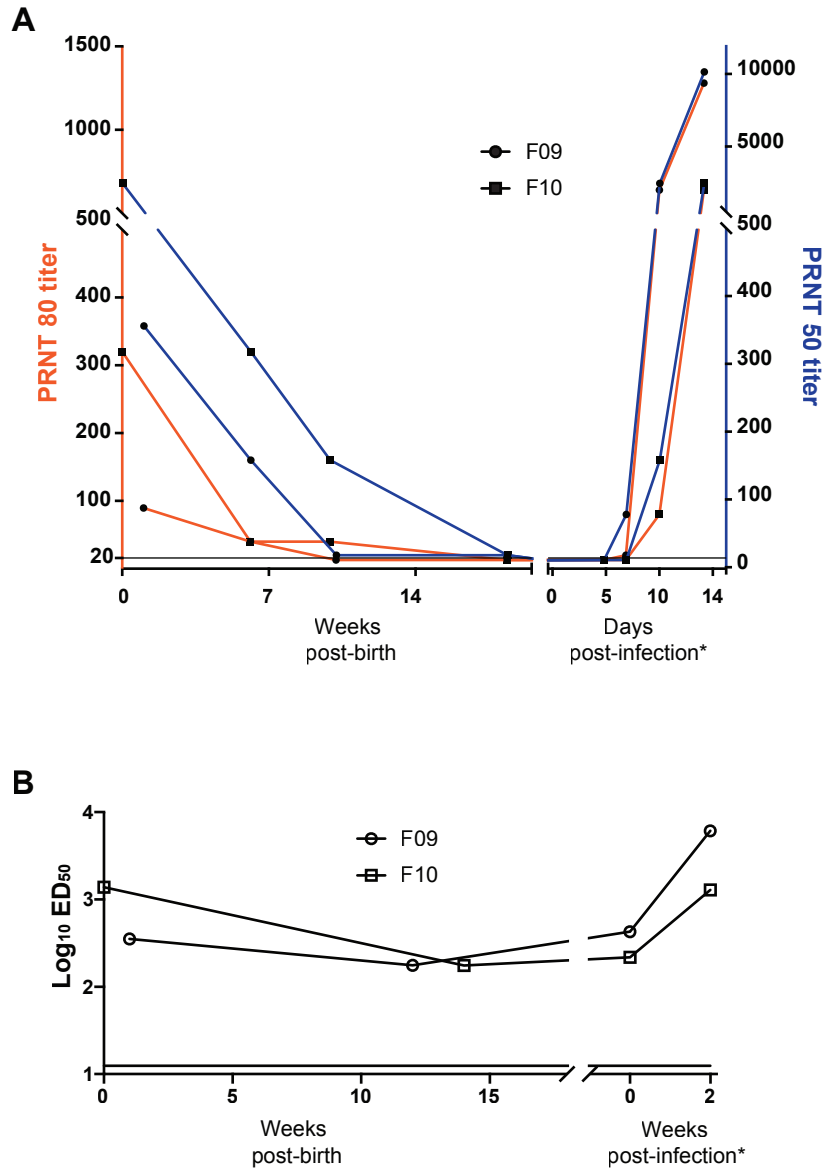 A
1500
1000
500
400
300
200
100
20
PRNT 80 titer
F09
F10
10000
5000
500
400
300
200
100
0
PRNT 50 titer
0 7 14
0 5 10 14
Weeks
post-birth
Days
post-infection*
B
4
3
2
1
Log10 ED50
F09
F10
0 5 10 15
0 2
Weeks
post-birth
Weeks
post-infection*